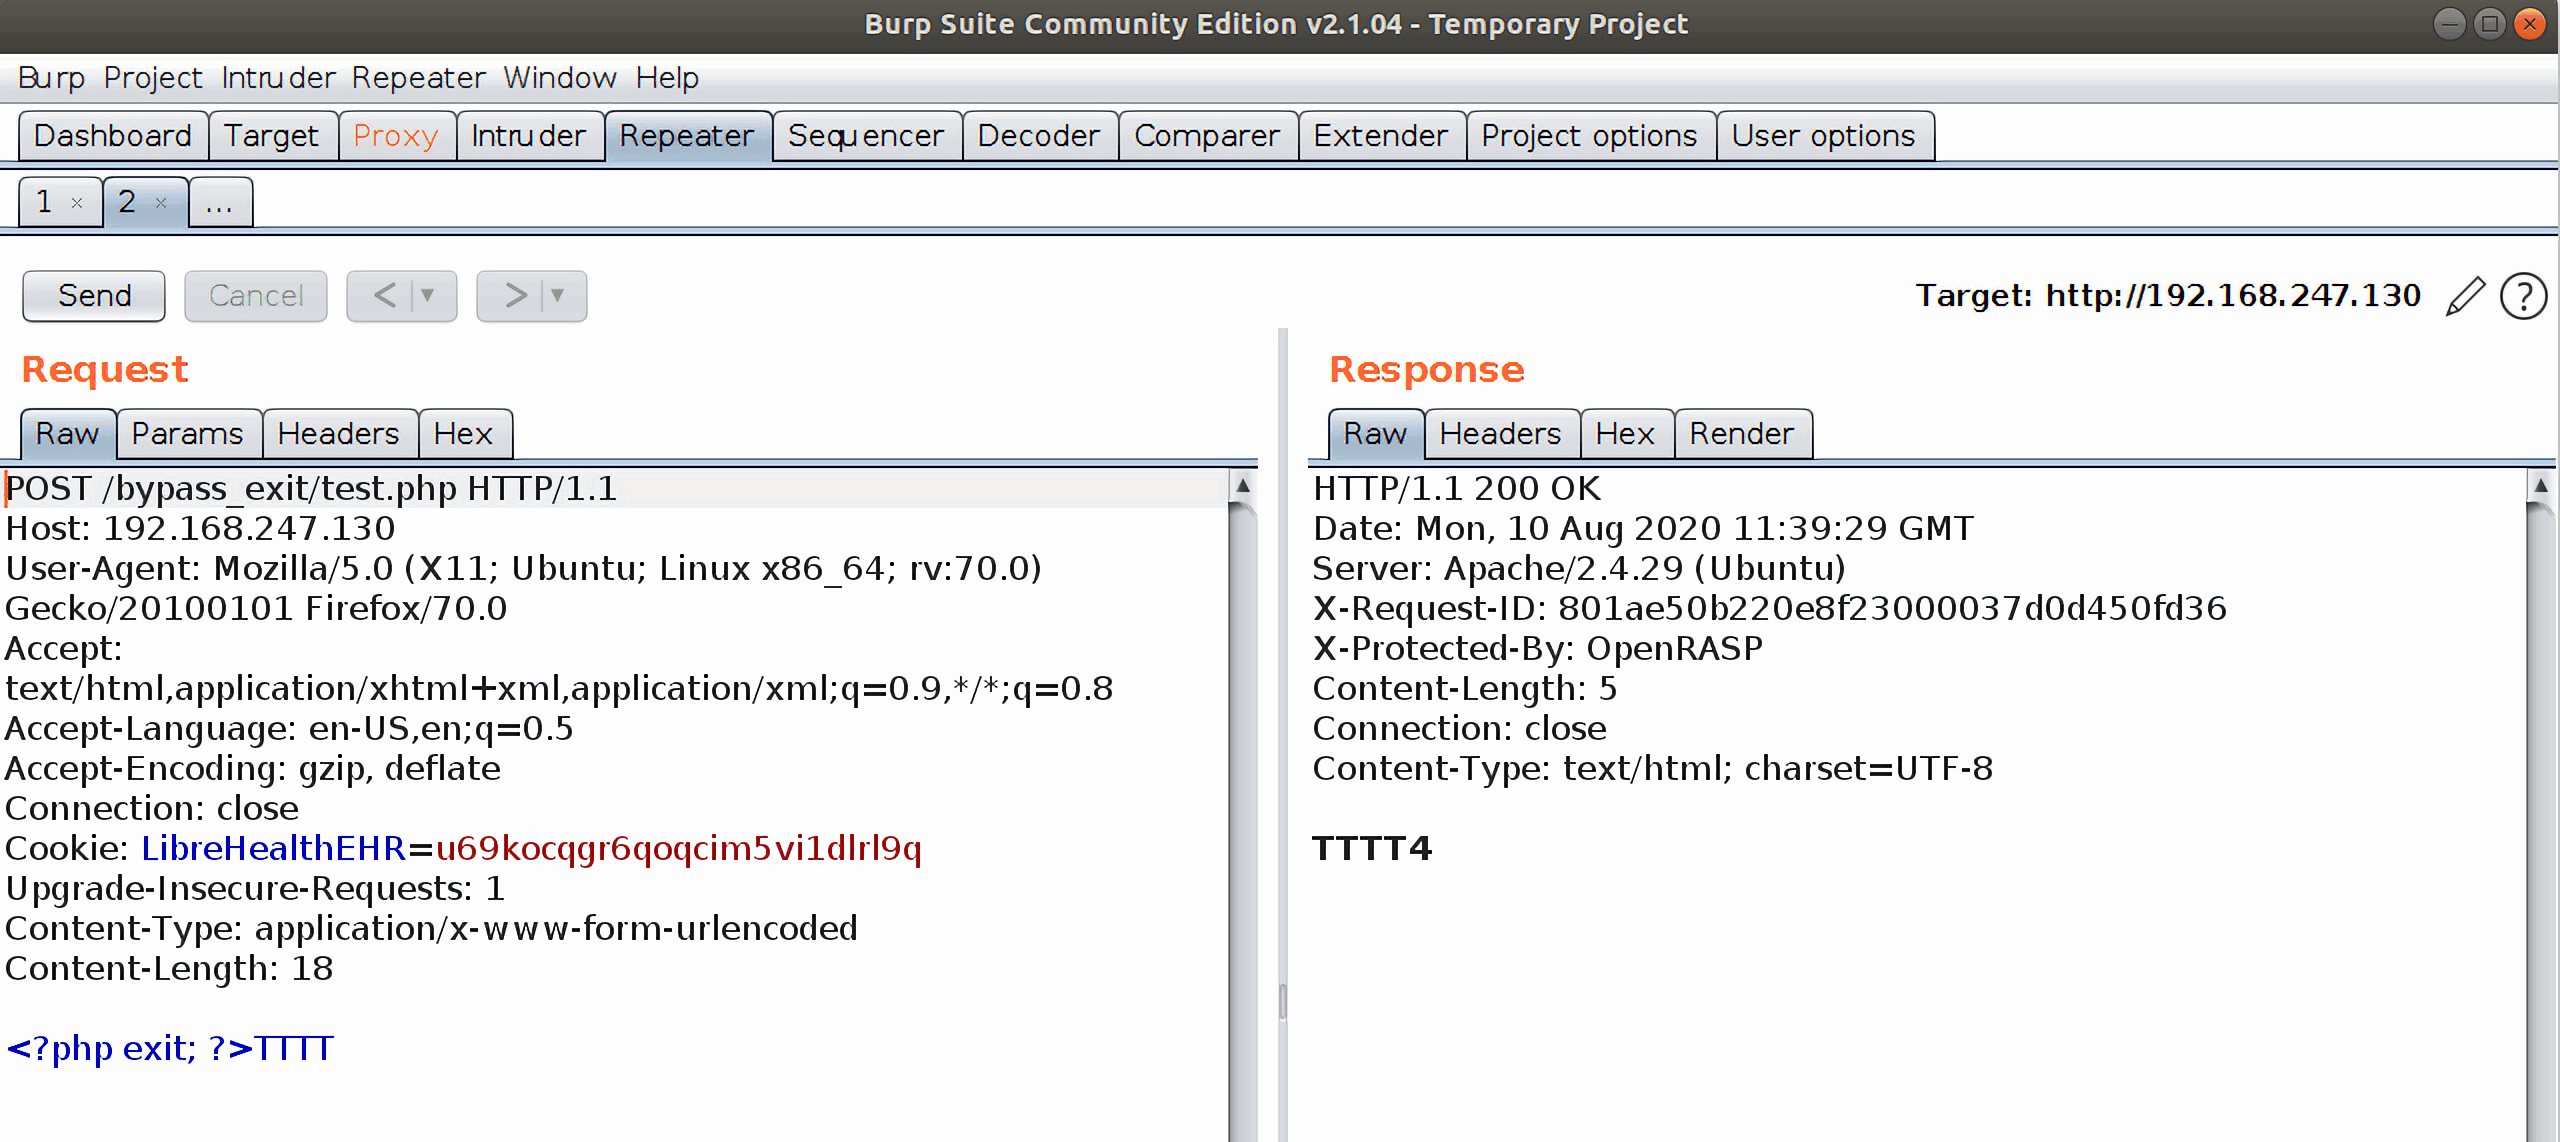 Burp Suite Community Edition v2.1.04 - Temporary Project
Burp Project Intruder Repeater Window Help
Dashboard Target Proxy Intruder Repeater Sequencer Decoder Comparer Extender Project options User options
1 × 2 × ...
Send Cancel < ▼ > ▼ Target: http://192.168.247.130 ?
Request
Raw Params Headers Hex
POST /bypass_exit/test.php HTTP/1.1
Host: 192.168.247.130
User-Agent: Mozilla/5.0 (X11; Ubuntu; Linux x86_64; rv:70.0)
Gecko/20100101 Firefox/70.0
Accept:
text/html,application/xhtml+xml,application/xml;q=0.9,*/*;q=0.8
Accept-Language: en-US,en;q=0.5
Accept-Encoding: gzip, deflate
Connection: close
Cookie: LibreHealthEHR=u69kocqgr6qoqcim5vi1dlrl9q
Upgrade-Insecure-Requests: 1
Content-Type: application/x-www-form-urlencoded
Content-Length: 18
<?php exit; ?>TTTT
Response
Raw Headers Hex Render
HTTP/1.1 200 OK
Date: Mon, 10 Aug 2020 11:39:29 GMT
Server: Apache/2.4.29 (Ubuntu)
X-Request-ID: 801ae50b220e8f23000037d0d450fd36
X-Protected-By: OpenRASP
Content-Length: 5
Connection: close
Content-Type: text/html; charset=UTF-8
TTTT4